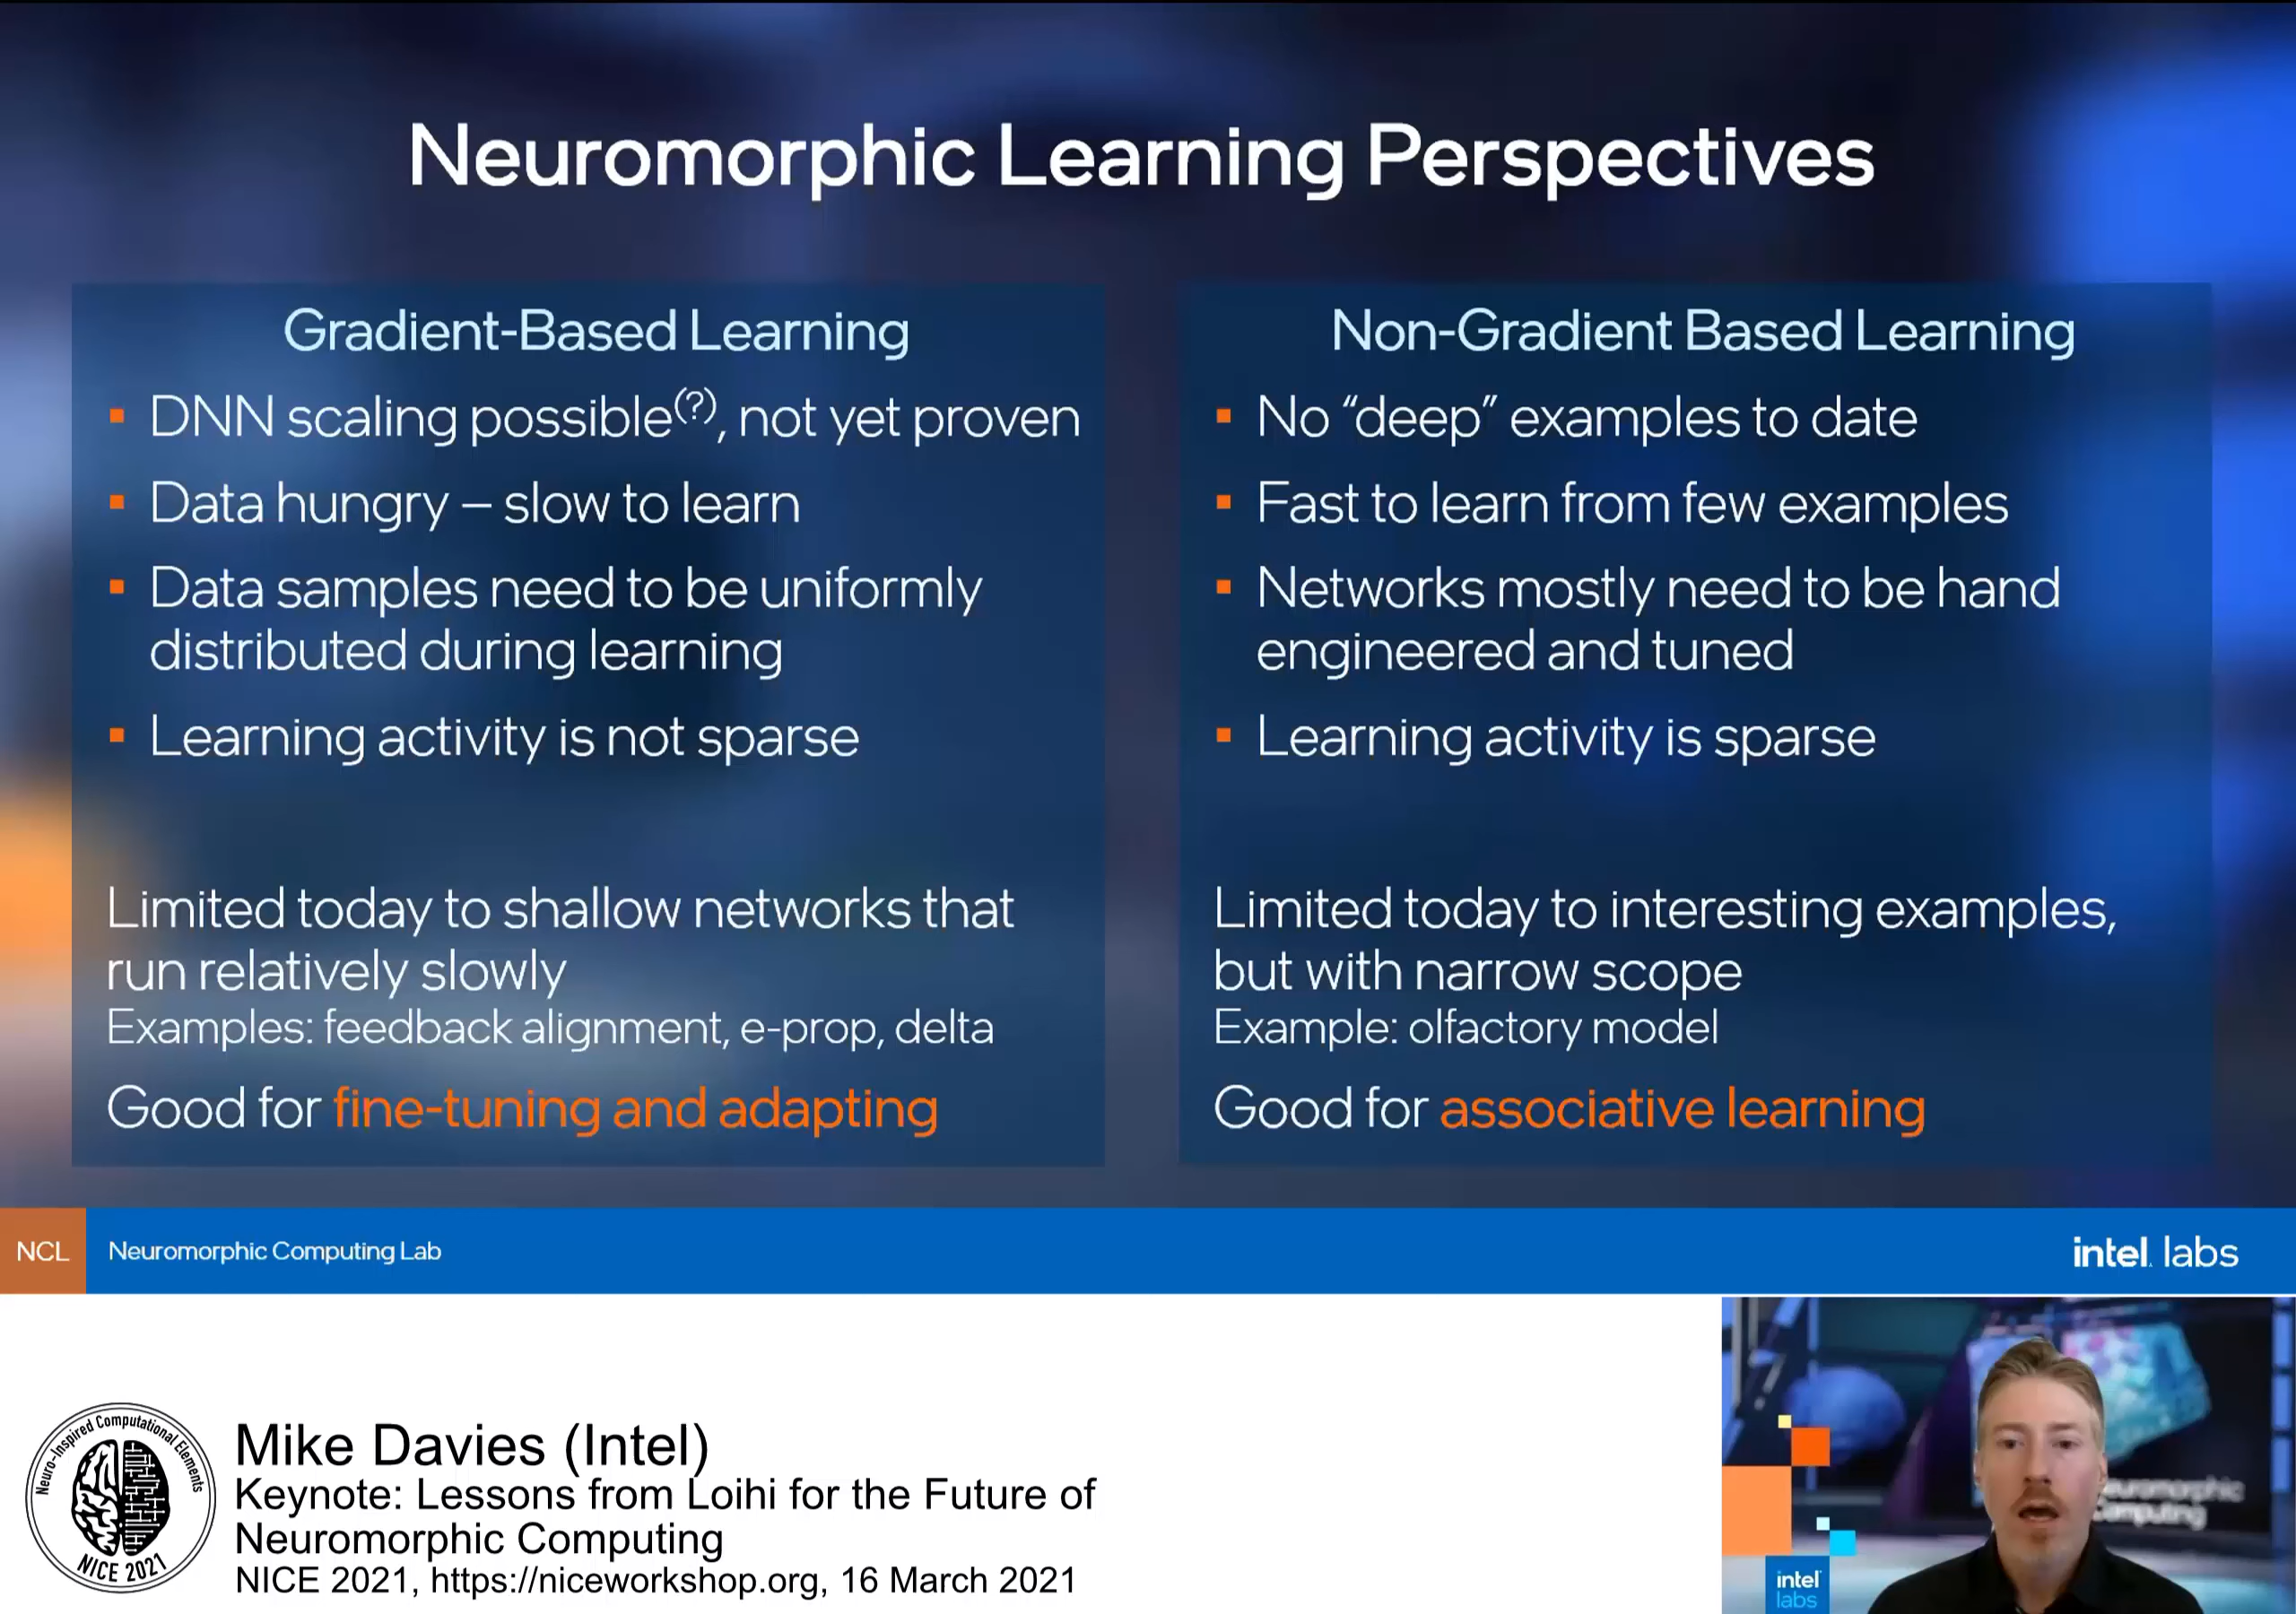 Neuromorphic Learning Perspectives
Gradient-Based Learning
▪ DNN scaling possible(?), not yet proven
▪ Data hungry – slow to learn
▪ Data samples need to be uniformly
distributed during learning
▪ Learning activity is not sparse
Limited today to shallow networks that
run relatively slowly
Examples: feedback alignment, e-prop, delta
Good for fine-tuning and adapting
Non-Gradient Based Learning
▪ No “deep” examples to date
▪ Fast to learn from few examples
▪ Networks mostly need to be hand
engineered and tuned
▪ Learning activity is sparse
Limited today to interesting examples,
but with narrow scope
Example: olfactory model
Good for associative learning
NCL
Neuromorphic Computing Lab
intel labs
Neuro-Inspired Computational Elements
NICE 2021
Mike Davies (Intel)
Keynote: Lessons from Loihi for the Future of
Neuromorphic Computing
NICE 2021, https://niceworkshop.org, 16 March 2021
intel
labs